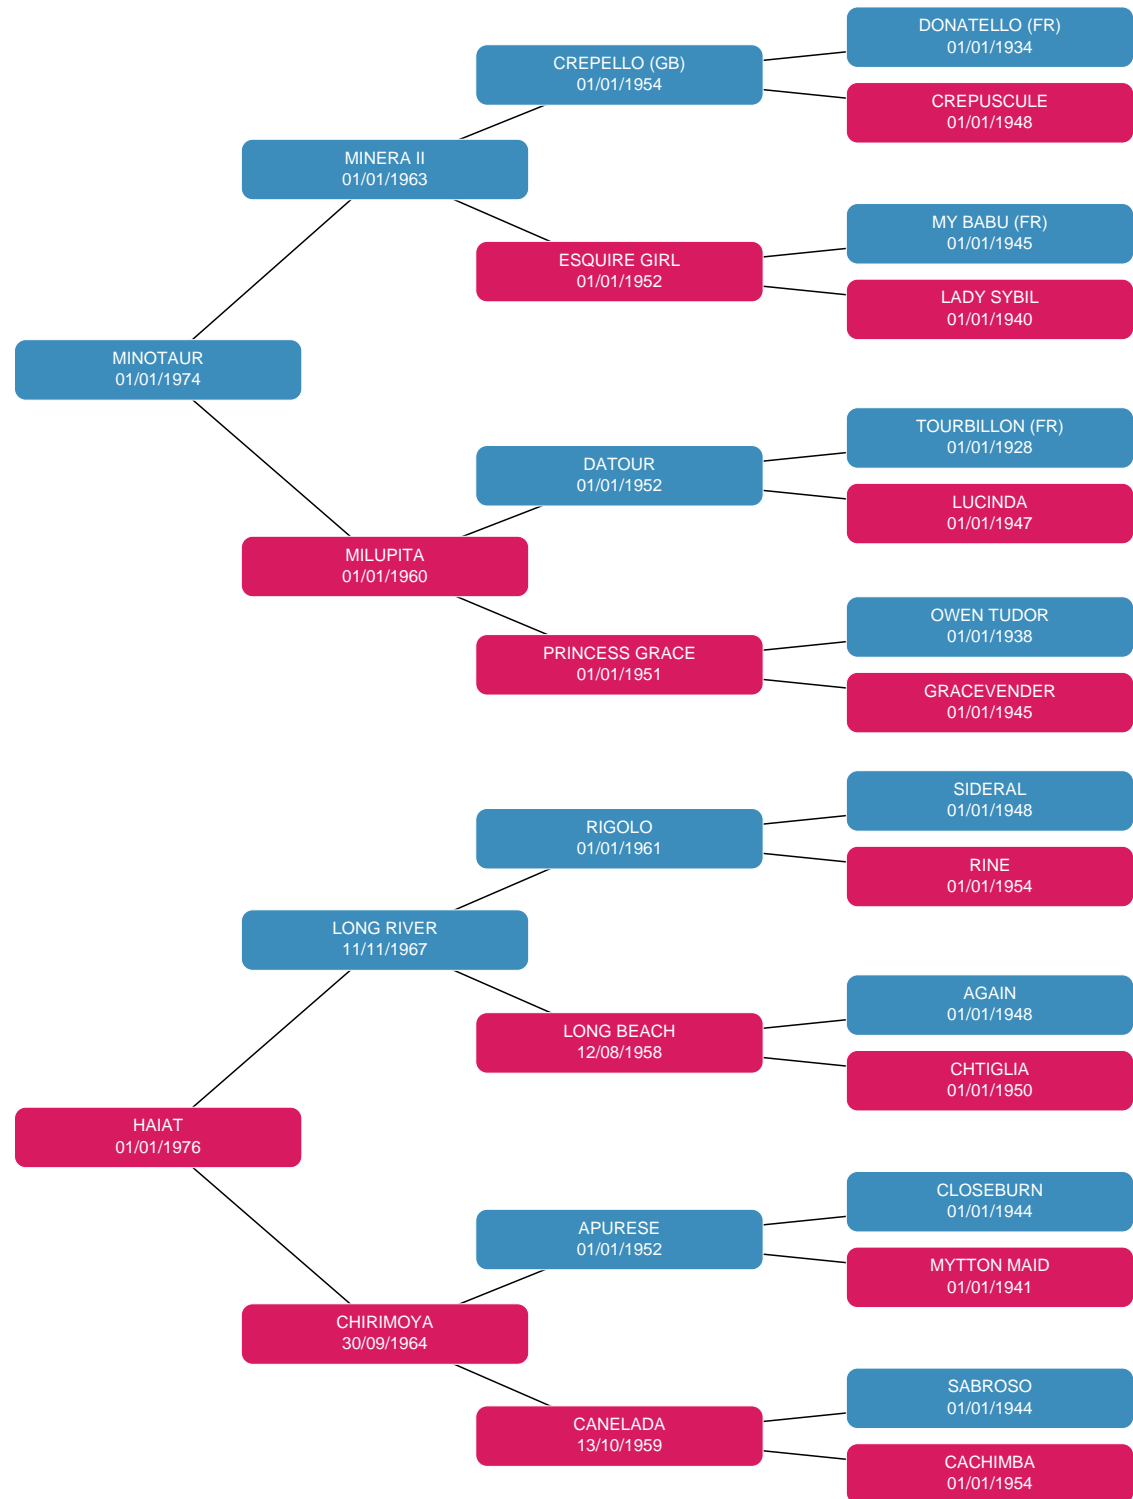 DONATELLO (FR)
01/01/1934
CREPELLO (GB)
01/01/1954
CREPUSCULE
01/01/1948
MINERA II
01/01/1963
MY BABU (FR)
01/01/1945
ESQUIRE GIRL
01/01/1952
LADY SYBIL
01/01/1940
MINOTAUR
01/01/1974
TOURBILLON (FR)
01/01/1928
DATOUR
01/01/1952
LUCINDA
01/01/1947
MILUPITA
01/01/1960
OWEN TUDOR
01/01/1938
PRINCESS GRACE
01/01/1951
GRACEVENDER
01/01/1945
SIDERAL
01/01/1948
RIGOLO
01/01/1961
RINE
01/01/1954
LONG RIVER
11/11/1967
AGAIN
01/01/1948
LONG BEACH
12/08/1958
CHTIGLIA
01/01/1950
HAIAT
01/01/1976
CLOSEBURN
01/01/1944
APURESE
01/01/1952
MYTTON MAID
01/01/1941
CHIRIMOYA
30/09/1964
SABROSO
01/01/1944
CANELADA
13/10/1959
CACHIMBA
01/01/1954